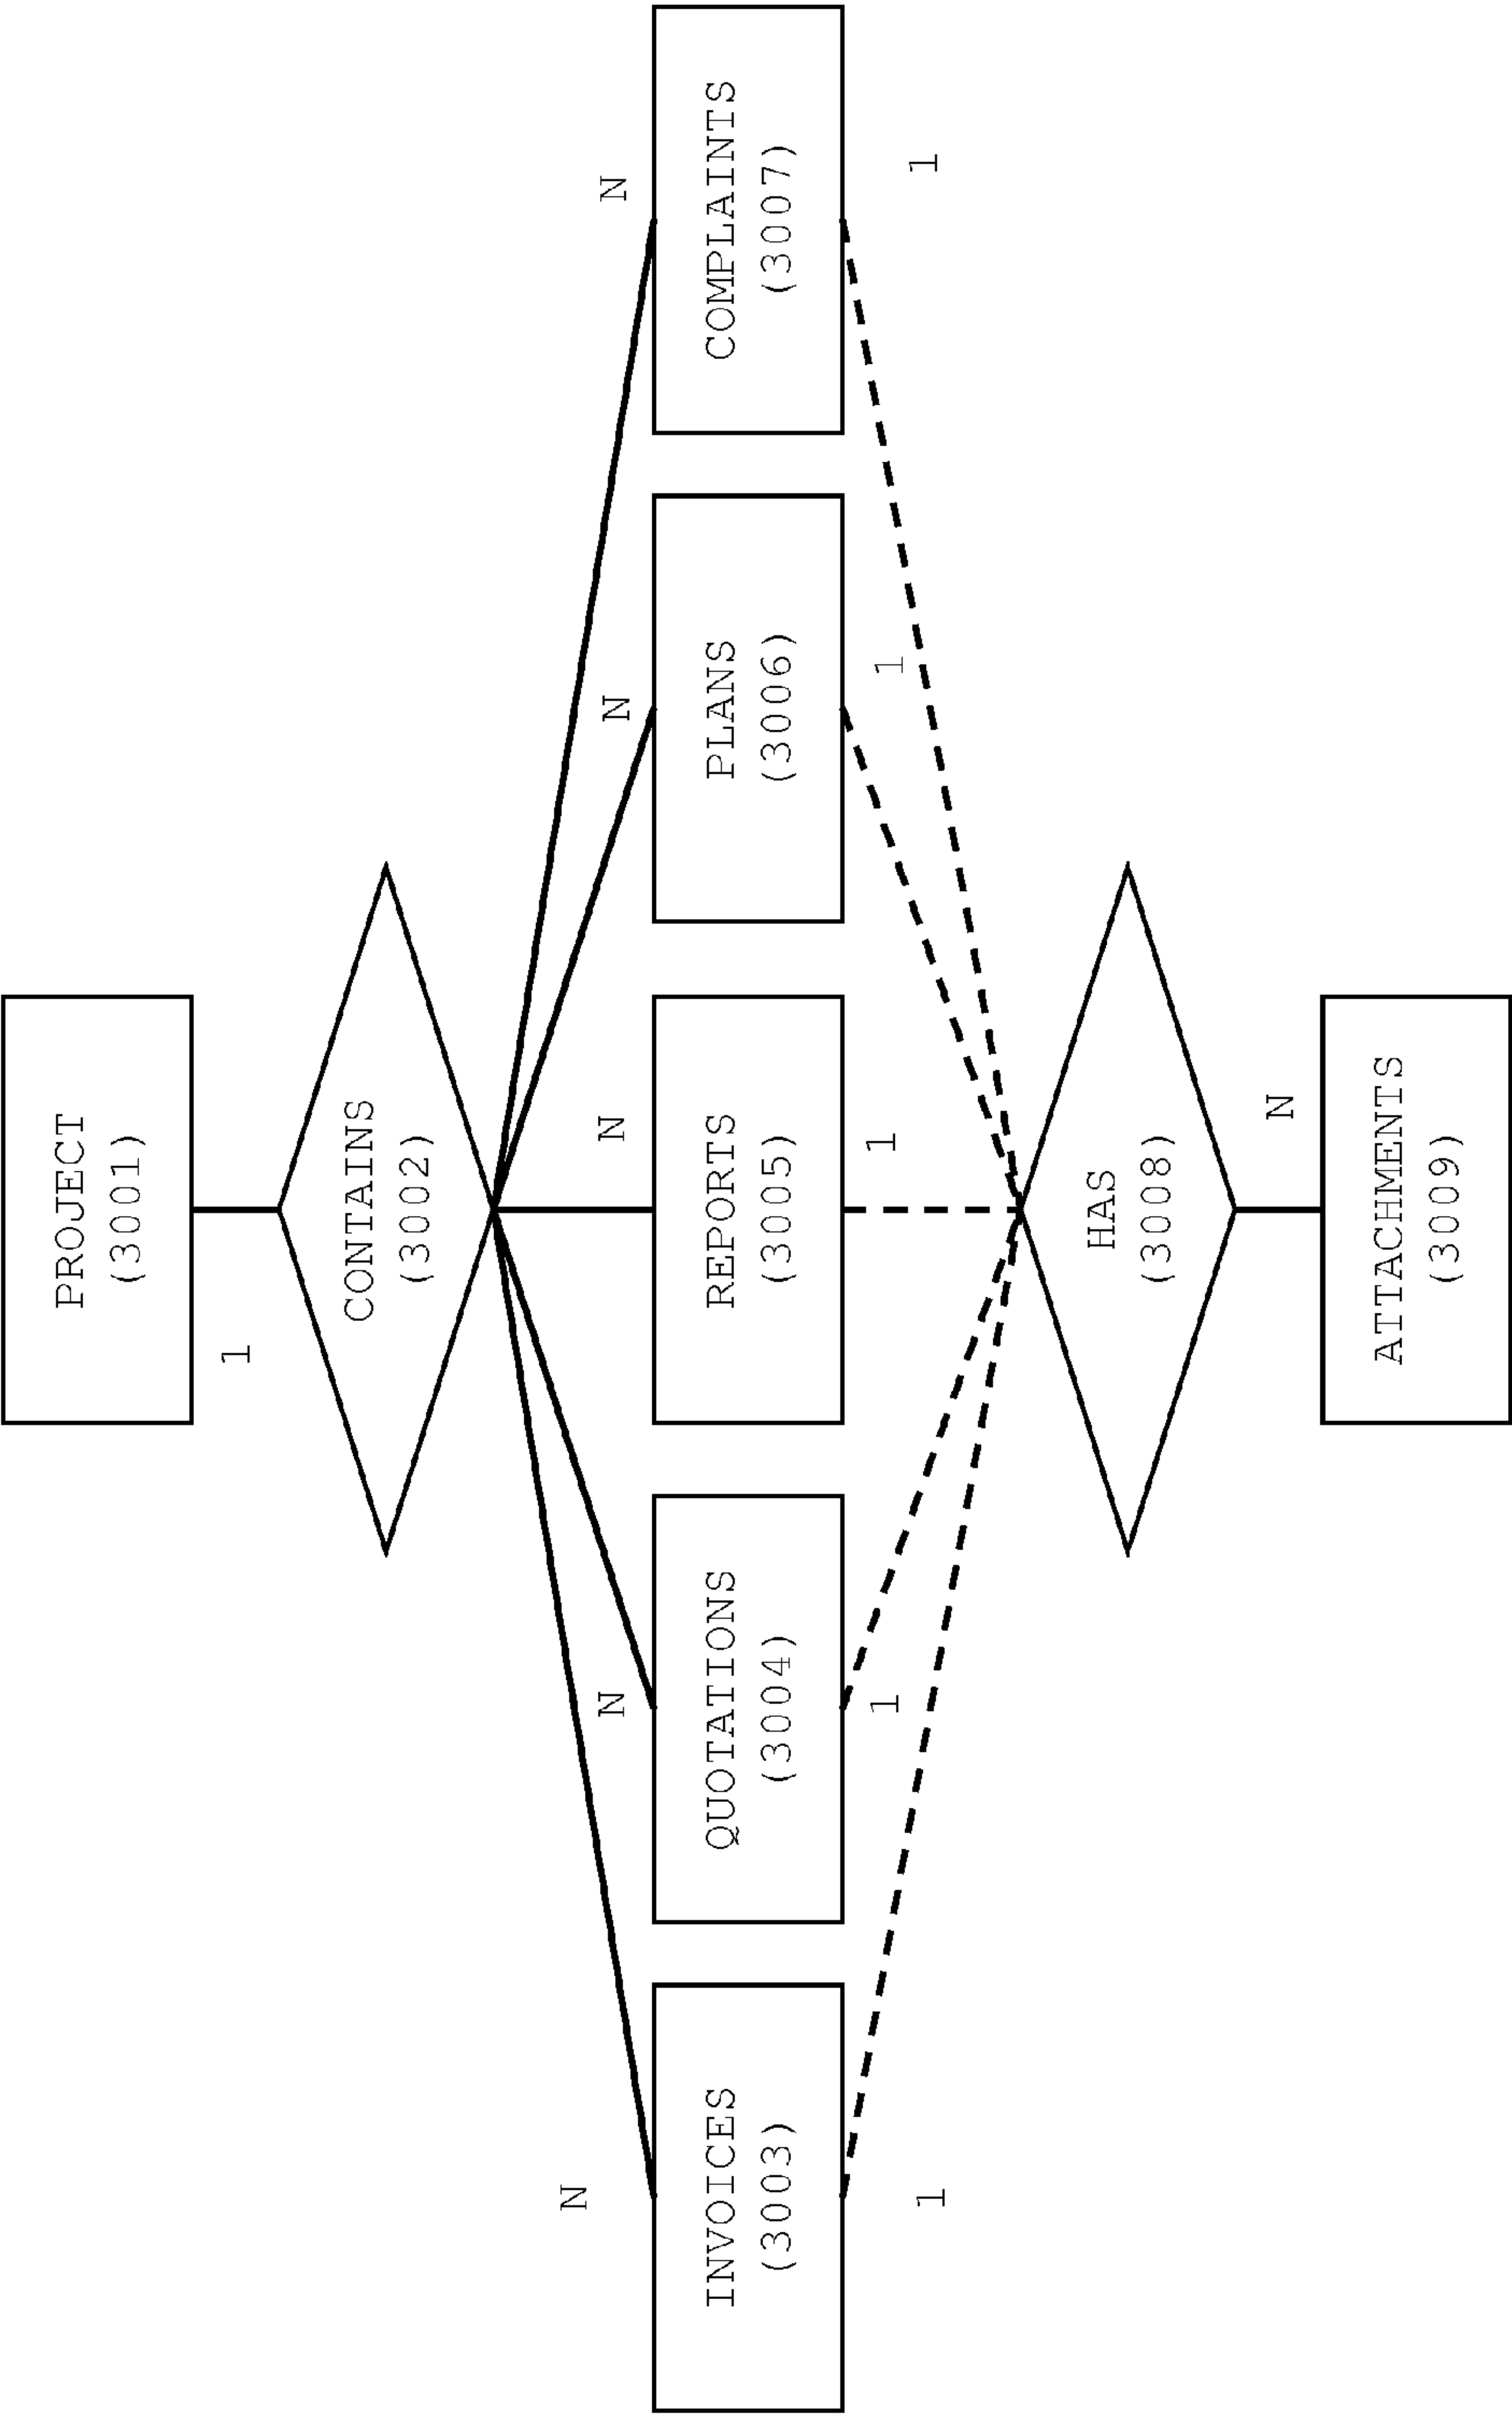 PROJECT
(3001)
1
CONTAINS
(3002)
N
N
N
N
N
INVOICES
(3003)
QUOTATIONS
(3004)
REPORTS
(3005)
PLANS
(3006)
COMPLAINTS
(3007)
1
1
1
1
1
HAS
(3008)
N
ATTACHMENTS
(3009)